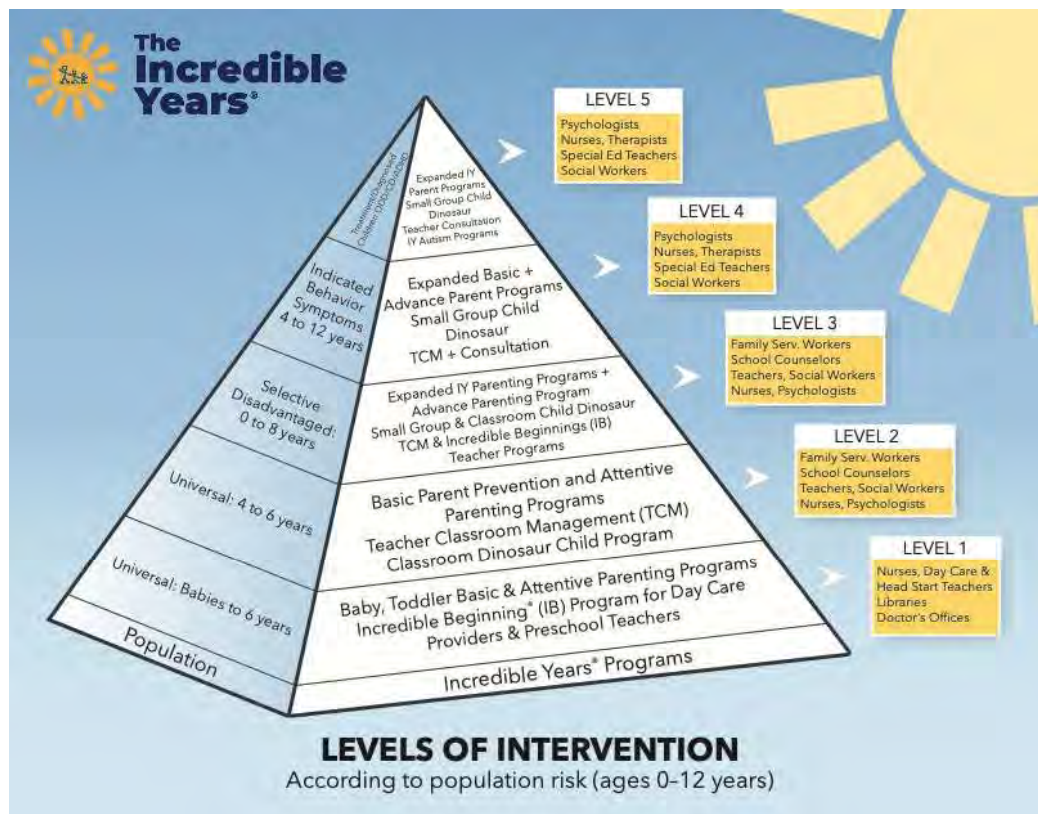 The
Incredible
Years®
LEVEL 5
Psychologists
Nurses, Therapists
Special Ed Teachers
Social Workers
LEVEL 4
Psychologists
Nurses, Therapists
Special Ed Teachers
Social Workers
LEVEL 3
Family Serv. Workers
School Counselors
Teachers, Social Workers
Nurses, Psychologists
LEVEL 2
Family Serv. Workers
School Counselors
Teachers, Social Workers
Nurses, Psychologists
LEVEL 1
Nurses, Day Care &
Head Start Teachers
Libraries
Doctor's Offices
Treatment/Diagnosed
Children ODD/CD/ADHD
Expanded IY
Parent Programs
Small Group Child
Dinosaur
Teacher Consultation
IY Autism Programs
Indicated
Behavior
Symptoms
4 to 12 years
Expanded Basic +
Advance Parent Programs
Small Group Child
Dinosaur
TCM + Consultation
Selective
Disadvantaged:
0 to 8 years
Expanded IY Parenting Programs +
Advance Parenting Program
Small Group & Classroom Child Dinosaur
TCM & Incredible Beginnings (IB)
Teacher Programs
Universal: 4 to 6 years
Basic Parent Prevention and Attentive
Parenting Programs
Teacher Classroom Management (TCM)
Classroom Dinosaur Child Program
Universal: Babies to 6 years
Baby, Toddler Basic & Attentive Parenting Programs
Incredible Beginning® (IB) Program for Day Care
Providers & Preschool Teachers
Population
Incredible Years® Programs
LEVELS OF INTERVENTION
According to population risk (ages 0–12 years)